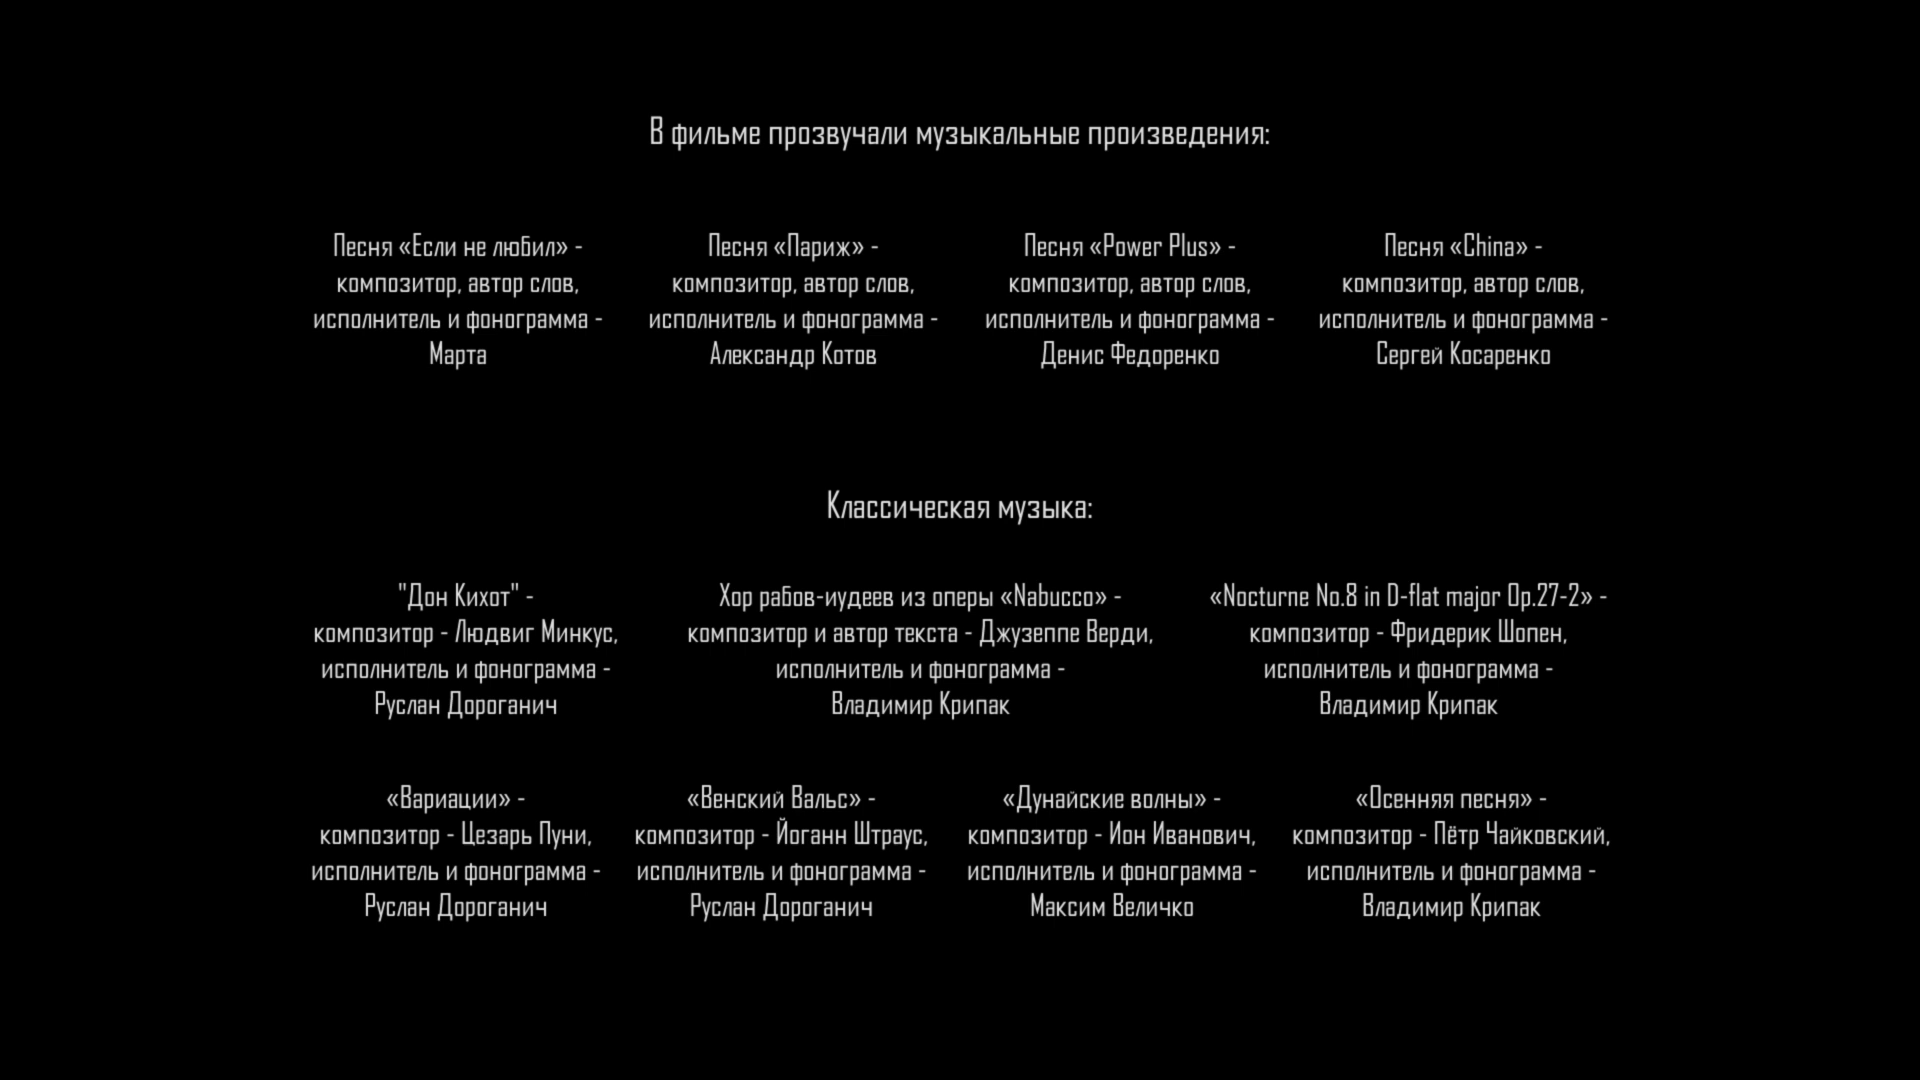 В фильме прозвучали музыкальные произведения:
Песня «Если не любил» -
композитор, автор слов,
исполнитель и фонограмма -
Марта
Песня «Париж» -
композитор, автор слов,
исполнитель и фонограмма -
Александр Котов
Песня «Power Plus» -
композитор, автор слов,
исполнитель и фонограмма -
Денис Федоренко
Песня «China» -
композитор, автор слов,
исполнитель и фонограмма -
Сергей Косаренко
Классическая музыка:
"Дон Кихот" -
композитор - Людвиг Минкус,
исполнитель и фонограмма -
Руслан Дороганич
Хор рабов-иудеев из оперы «Nabucco» -
композитор и автор текста - Джузеппе Верди,
исполнитель и фонограмма -
Владимир Крипак
«Nocturne No.8 in D-flat major Op.27-2» -
композитор - Фридерик Шопен,
исполнитель и фонограмма -
Владимир Крипак
«Вариации» -
композитор - Цезарь Пуни,
исполнитель и фонограмма -
Руслан Дороганич
«Венский Вальс» -
композитор - Йоганн Штраус,
исполнитель и фонограмма -
Руслан Дороганич
«Дунайские волны» -
композитор - Ион Иванович,
исполнитель и фонограмма -
Максим Величко
«Осенняя песня» -
композитор - Пётр Чайковский,
исполнитель и фонограмма -
Владимир Крипак